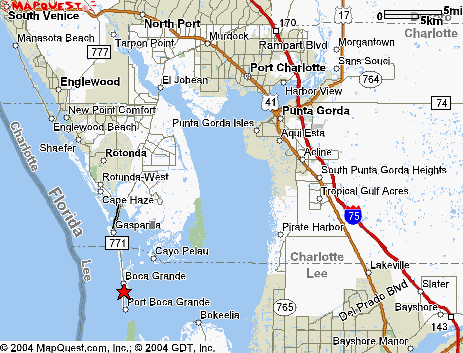 MAPQUEST
South Venice
Manasota Beach
777
Tarpon Point
North Port
Murdock
170
Rampart Blvd
17
5mi
5km
Charlotte
Morgantown
Sans Souci
Port Charlotte
764
El Jobean
Harbor View
Englewood
41
Punta Gorda
74
New Point Comfort
Englewood Beach
Punta Gorda Isles
Aqui Esta
Shaefer
Charlotte
Rotonda
Acline
South Punta Gorda Heights
Rotonda-West
Tropical Gulf Acres
Cape Haze
Florida
75
Gasparilla
771
Pirate Harbor
Cayo Pelau
Charlotte
Lee
Lee
Lakeville
Boca Grande
Del Prado Blvd
Slater
Port Boca Grande
765
Bayshore
143
Bokeelia
Bayshore Manor
© 2004 MapQuest.com, Inc.; © 2004 GDT, Inc.